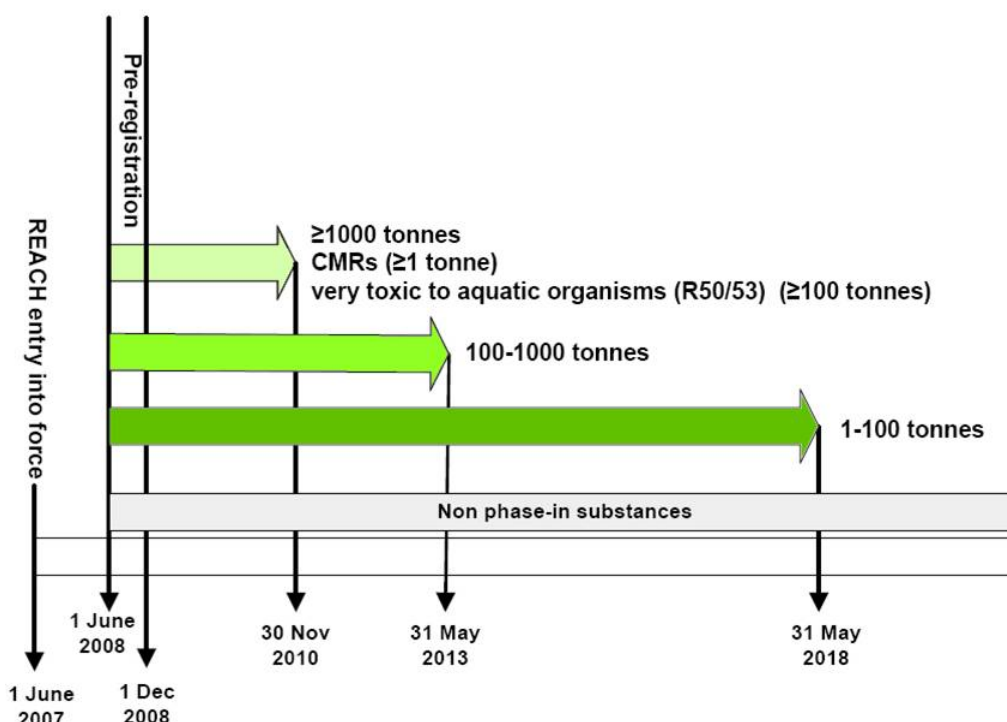 Pre-registration
REACH entry into force
≥1000 tonnes
CMRs (≥1 tonne)
very toxic to aquatic organisms (R50/53) (≥100 tonnes)
100-1000 tonnes
1-100 tonnes
Non phase-in substances
1 June
2008
30 Nov
2010
31 May
2013
31 May
2018
1 June
2007
1 Dec
2008